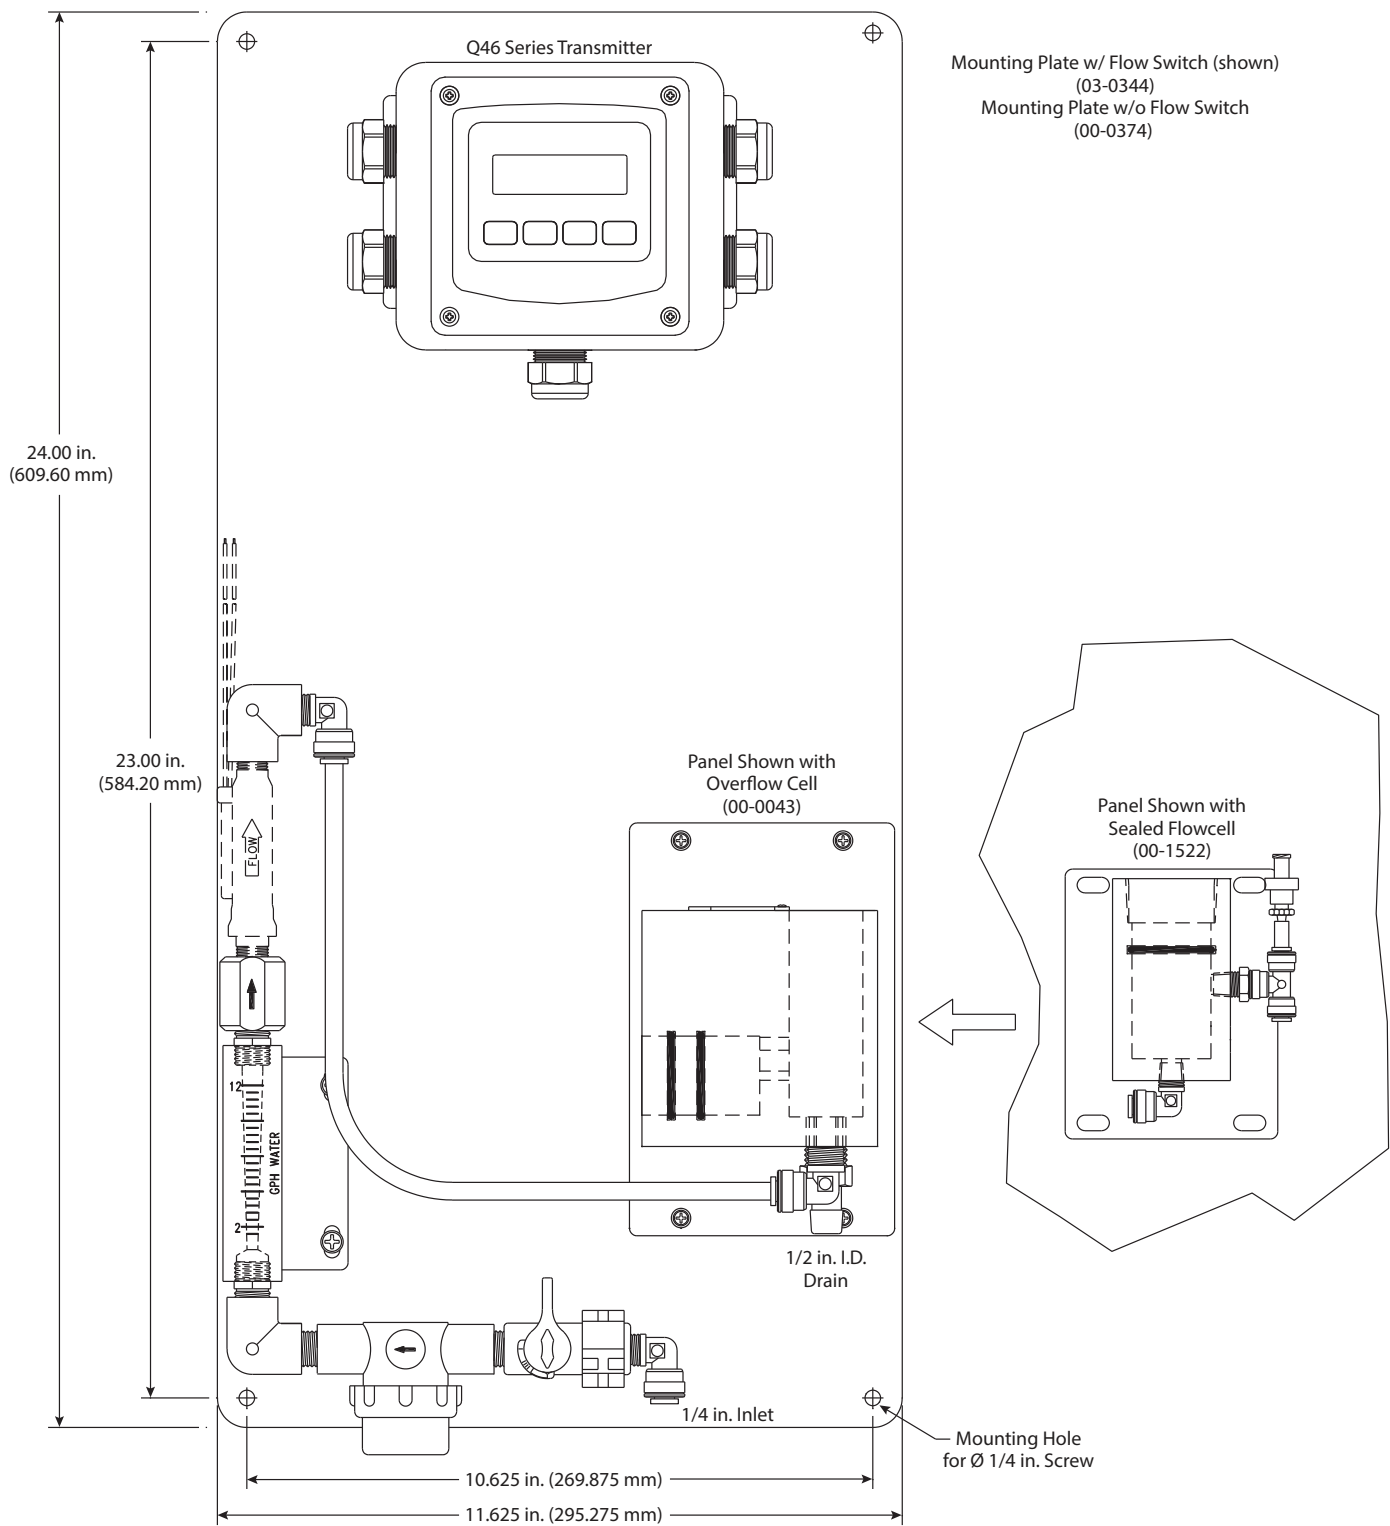 Q46 Series Transmitter
Mounting Plate w/ Flow Switch (shown)
(03-0344)
Mounting Plate w/o Flow Switch
(00-0374)
24.00 in.
(609.60 mm)
23.00 in.
(584.20 mm)
FLOW
Panel Shown with
Overflow Cell
(00-0043)
Panel Shown with
Sealed Flowcell
(00-1522)
12
GPH WATER
2
1/2 in. I.D.
Drain
1/4 in. Inlet
Mounting Hole
for Ø 1/4 in. Screw
10.625 in. (269.875 mm)
11.625 in. (295.275 mm)